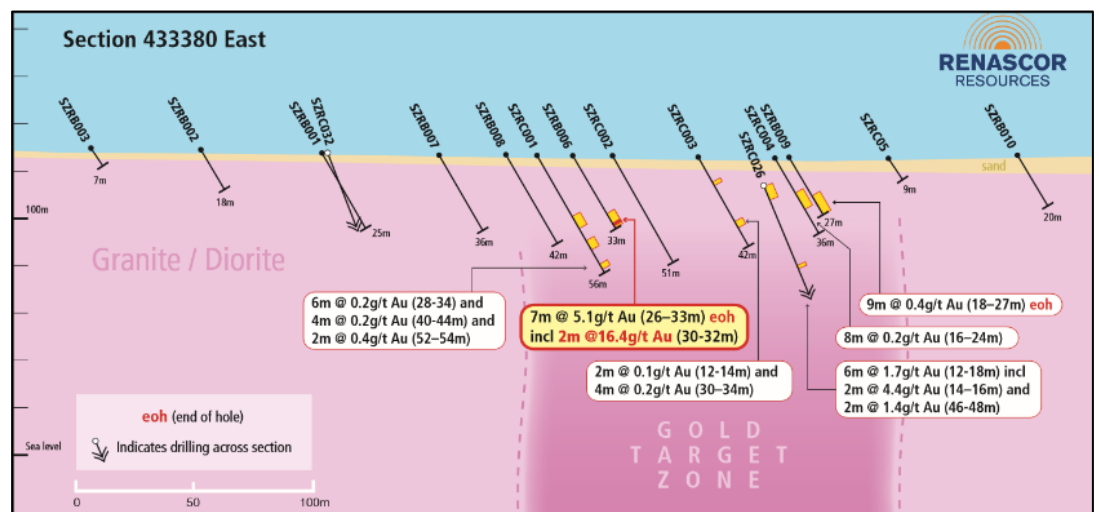 Section 433380 East
RENASCOR
RESOURCES
SZRB003
SZRB002
SZRB001
SZRC032
SZRB007
SZRB008
SZRC001
SZRB006
SZRC002
SZRC003
SZRC026
SZRC004
SZRB009
SZRC05
SZRB010
sand
7m
18m
25m
36m
42m
56m
33m
51m
42m
36m
27m
9m
20m
100m
Granite / Diorite
6m @ 0.2g/t Au (28-34) and
4m @ 0.2g/t Au (40-44m) and
2m @ 0.4g/t Au (52–54m)
7m @ 5.1g/t Au (26–33m) eoh
incl 2m @16.4g/t Au (30-32m)
2m @ 0.1g/t Au (12-14m) and
4m @ 0.2g/t Au (30–34m)
9m @ 0.4g/t Au (18–27m) eoh
8m @ 0.2g/t Au (16–24m)
6m @ 1.7g/t Au (12-18m) incl
2m @ 4.4g/t Au (14–16m) and
2m @ 1.4g/t Au (46-48m)
GOLD
TARGET
ZONE
Sea level
eoh (end of hole)
Indicates drilling across section
0 50 100m